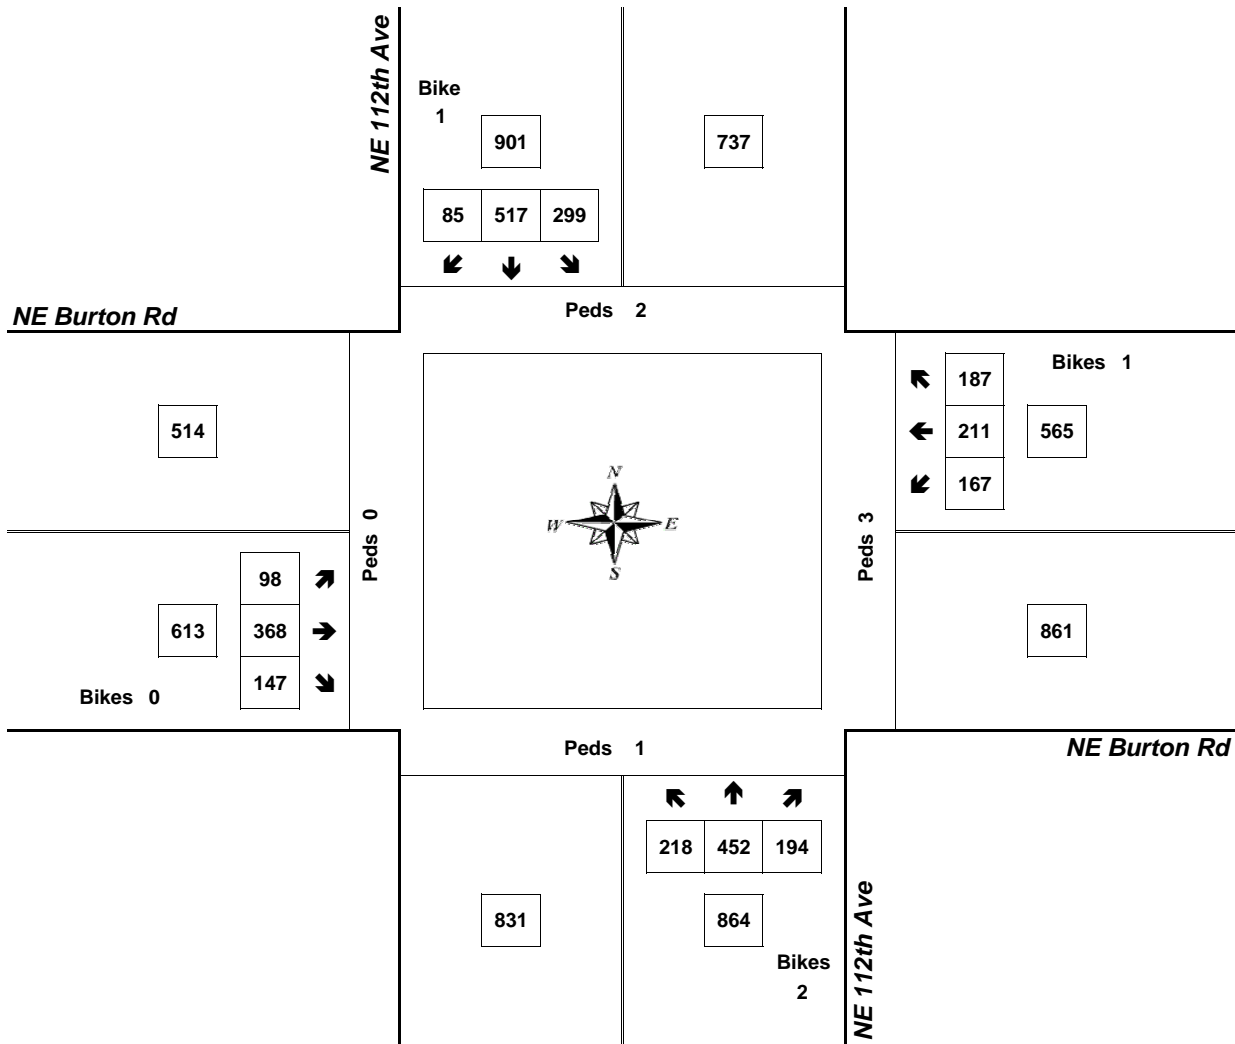 NE 112th Ave
Bike
1
901
737
85 517 299
Peds 2
NE Burton Rd
Bikes 1
187
514
211 565
167
N
W E
S
Peds 0
Peds 3
98
613 368
861
147
Bikes 0
Peds 1
NE Burton Rd
218 452 194
831
864
Bikes
2
NE 112th Ave